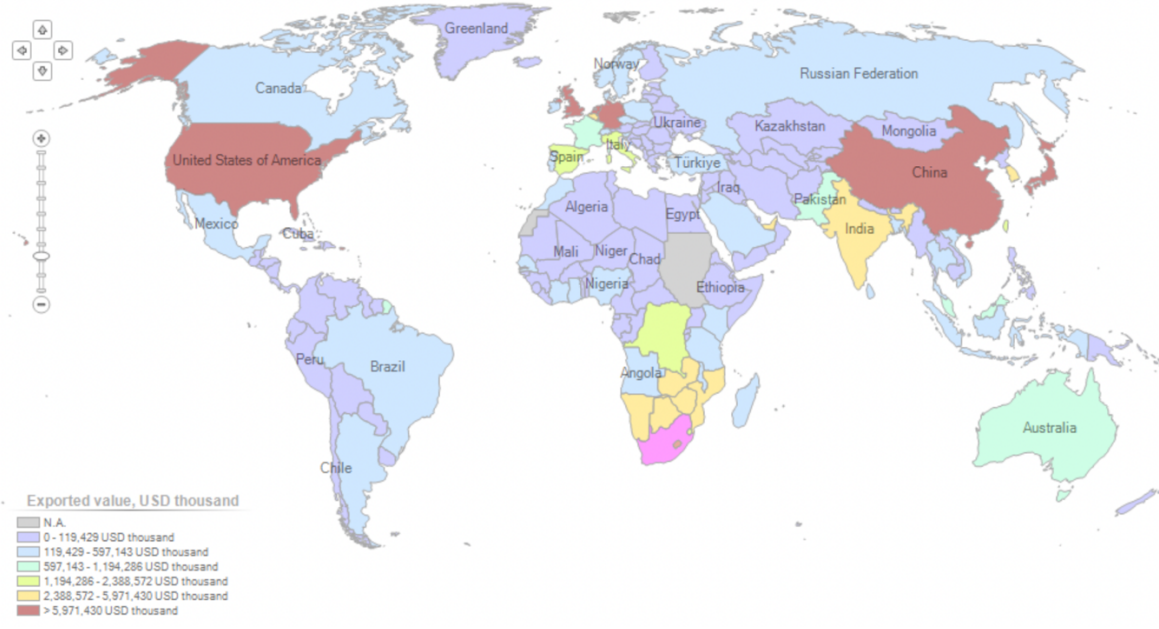 Greenland
Norway
Russian Federation
Canada
Ukraine
Kazakhstan
Mongolia
Italy
Spain
Türkiye
United States of America
China
Iraq
Pakistan
Algeria
Egypt
Mexico
Cuba
India
Mali
Niger
Chad
Nigeria
Ethiopia
Peru
Brazil
Angola
Australia
Chile
Exported value, USD thousand
N.A.
0 - 119,429 USD thousand
119,429 - 597,143 USD thousand
597,143 - 1,194,286 USD thousand
1,194,286 - 2,388,572 USD thousand
2,388,572 - 5,971,430 USD thousand
> 5,971,430 USD thousand